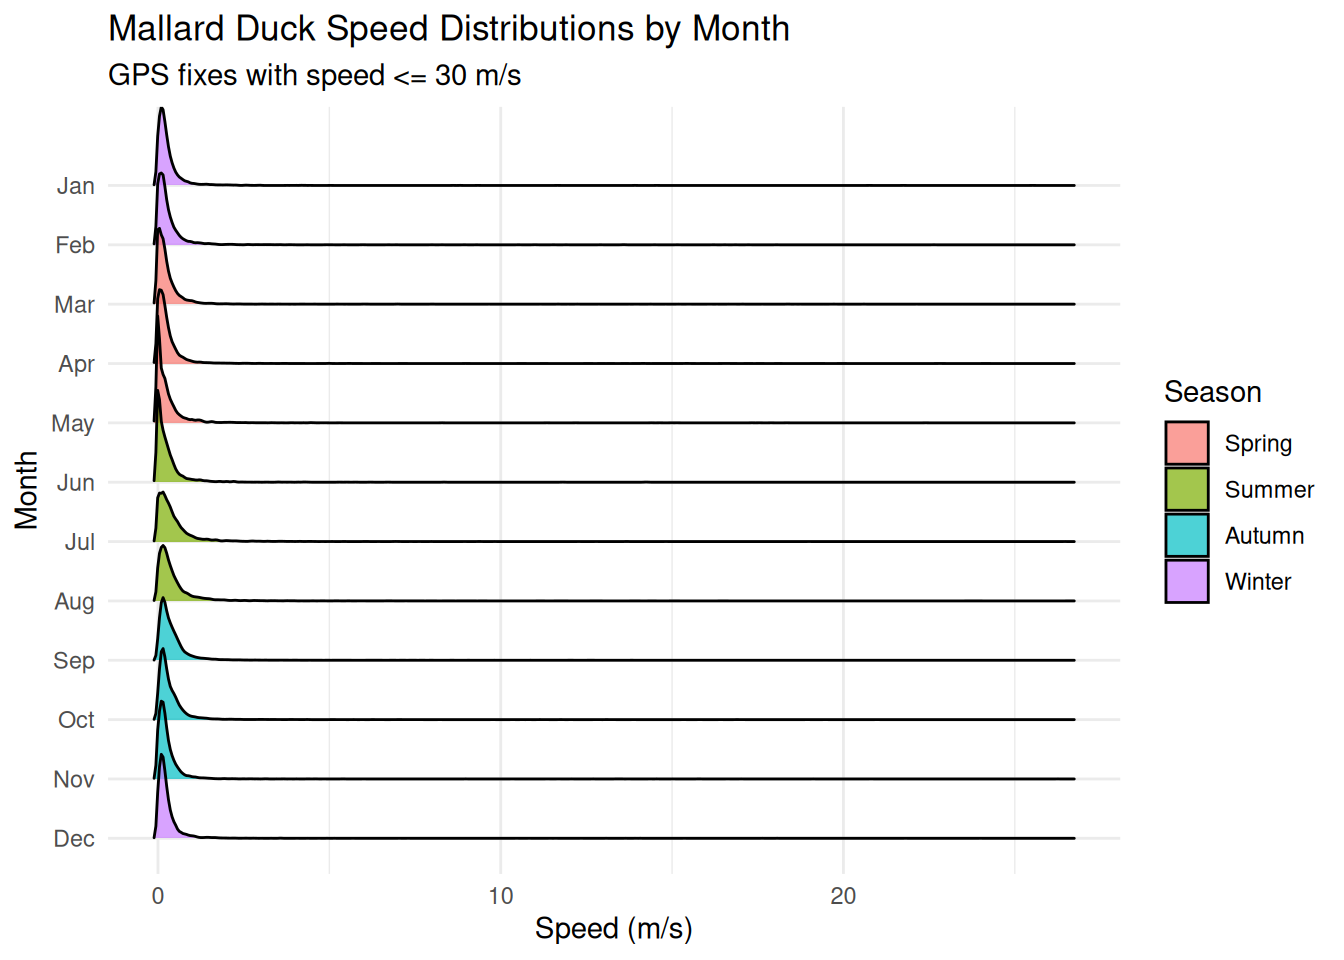 Mallard Duck Speed Distributions by Month
GPS fixes with speed <= 30 m/s
Jan
Feb
Mar
Apr
May
Jun
Jul
Aug
Sep
Oct
Nov
Dec
Month
0
10
20
Speed (m/s)
Season
Spring
Summer
Autumn
Winter